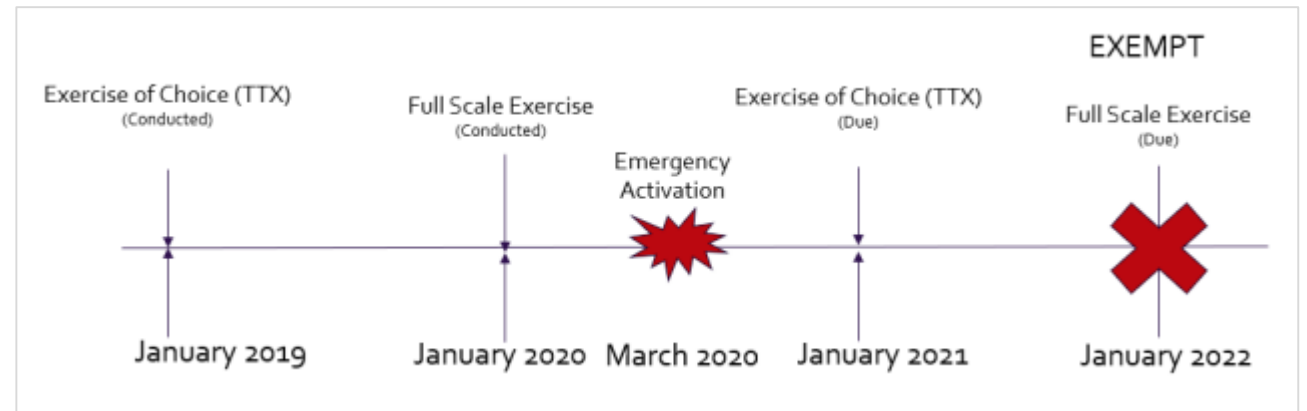 EXEMPT
Exercise of Choice (TTX)
(Conducted)
Full Scale Exercise
(Conducted)
Emergency
Activation
Exercise of Choice (TTX)
(Due)
Full Scale Exercise
(Due)
January 2019
January 2020
March 2020
January 2021
January 2022